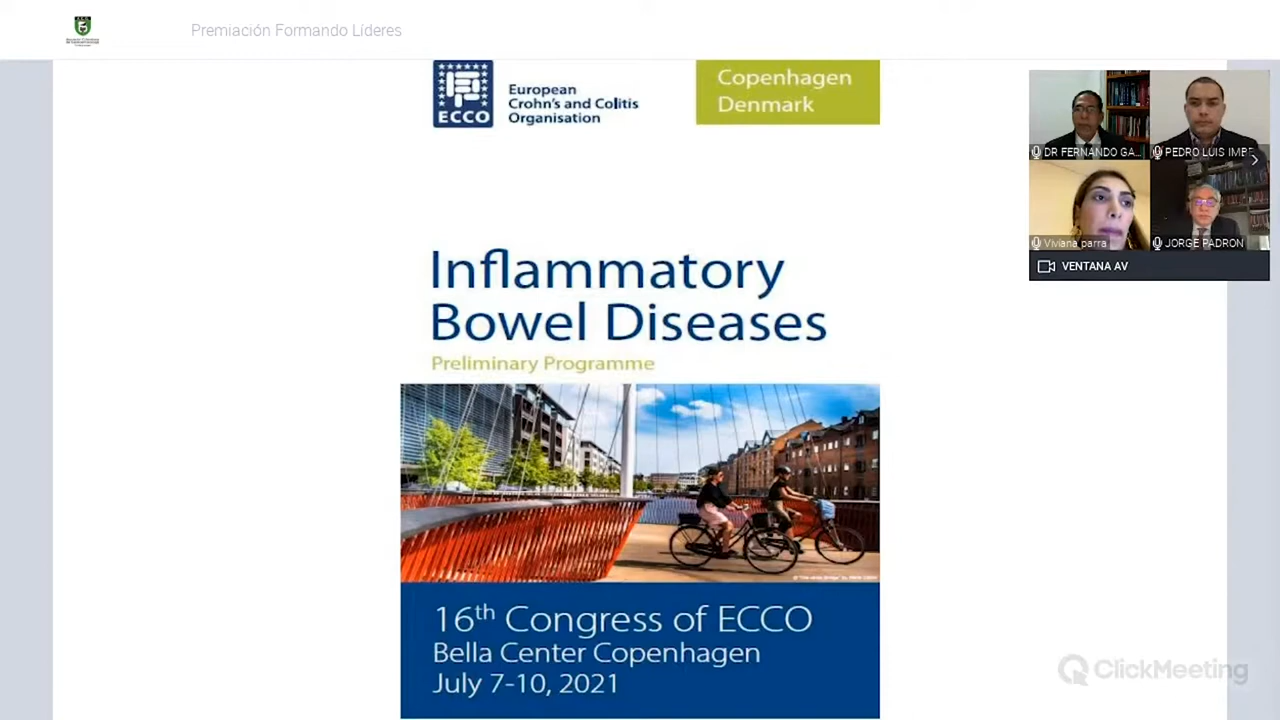 Premiación Formando Líderes
ECCO
European
Crohn's and Colitis
Organisation
Copenhagen
Denmark
DR FERNANDO GA...
PEDRO LUIS IMBE
Viviana parra
JORGE PADRON
VENTANA AV
Inflammatory
Bowel Diseases
Preliminary Programme
16th Congress of ECCO
Bella Center Copenhagen
July 7-10, 2021
ClickMeeting